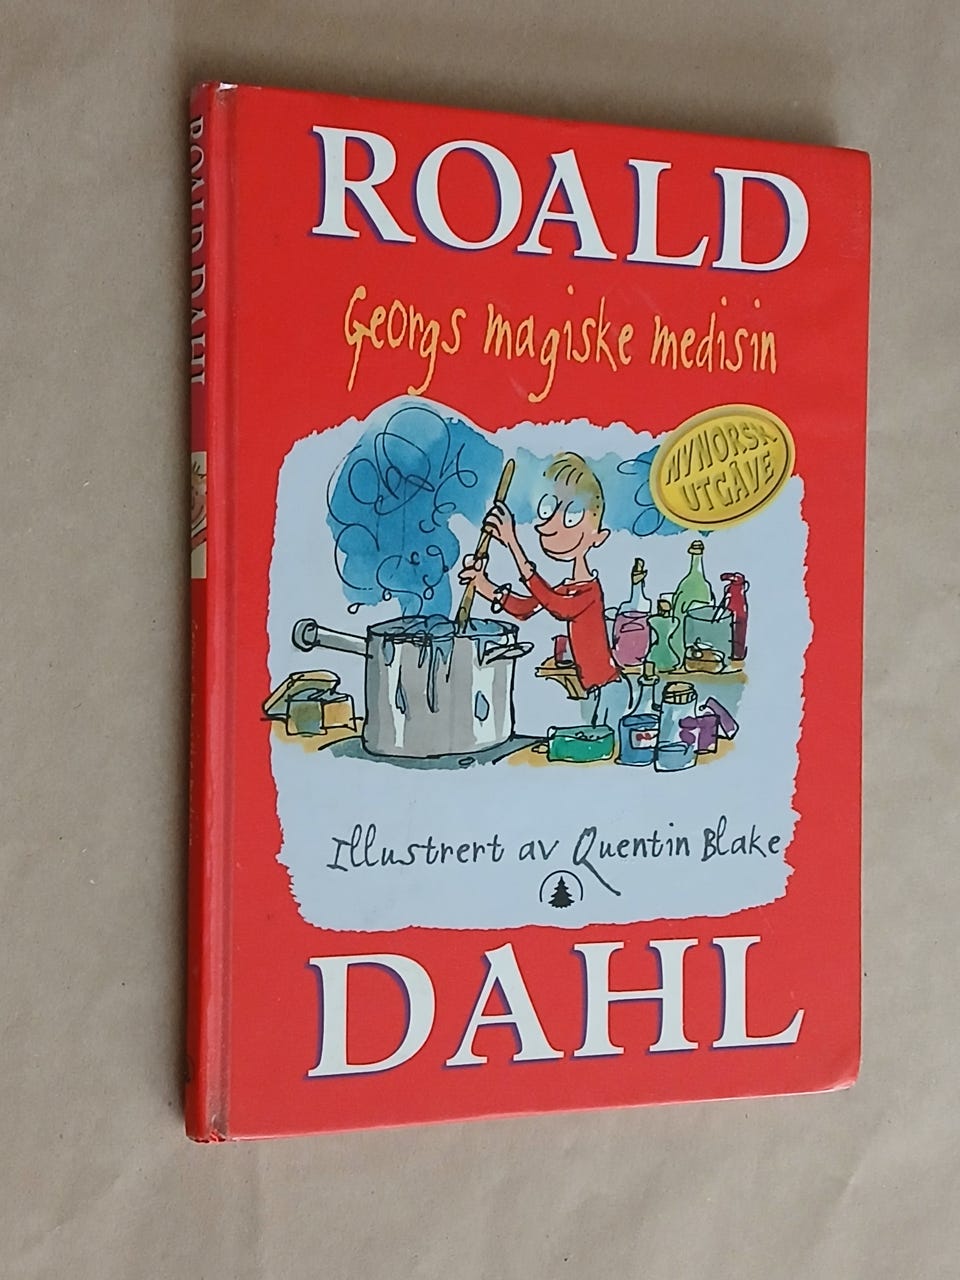 ROALD
Georgs magiske medisin
NYNORSK
UTGÅVE
Illustrert av Quentin Blake
DAHL
ROALD DAHL